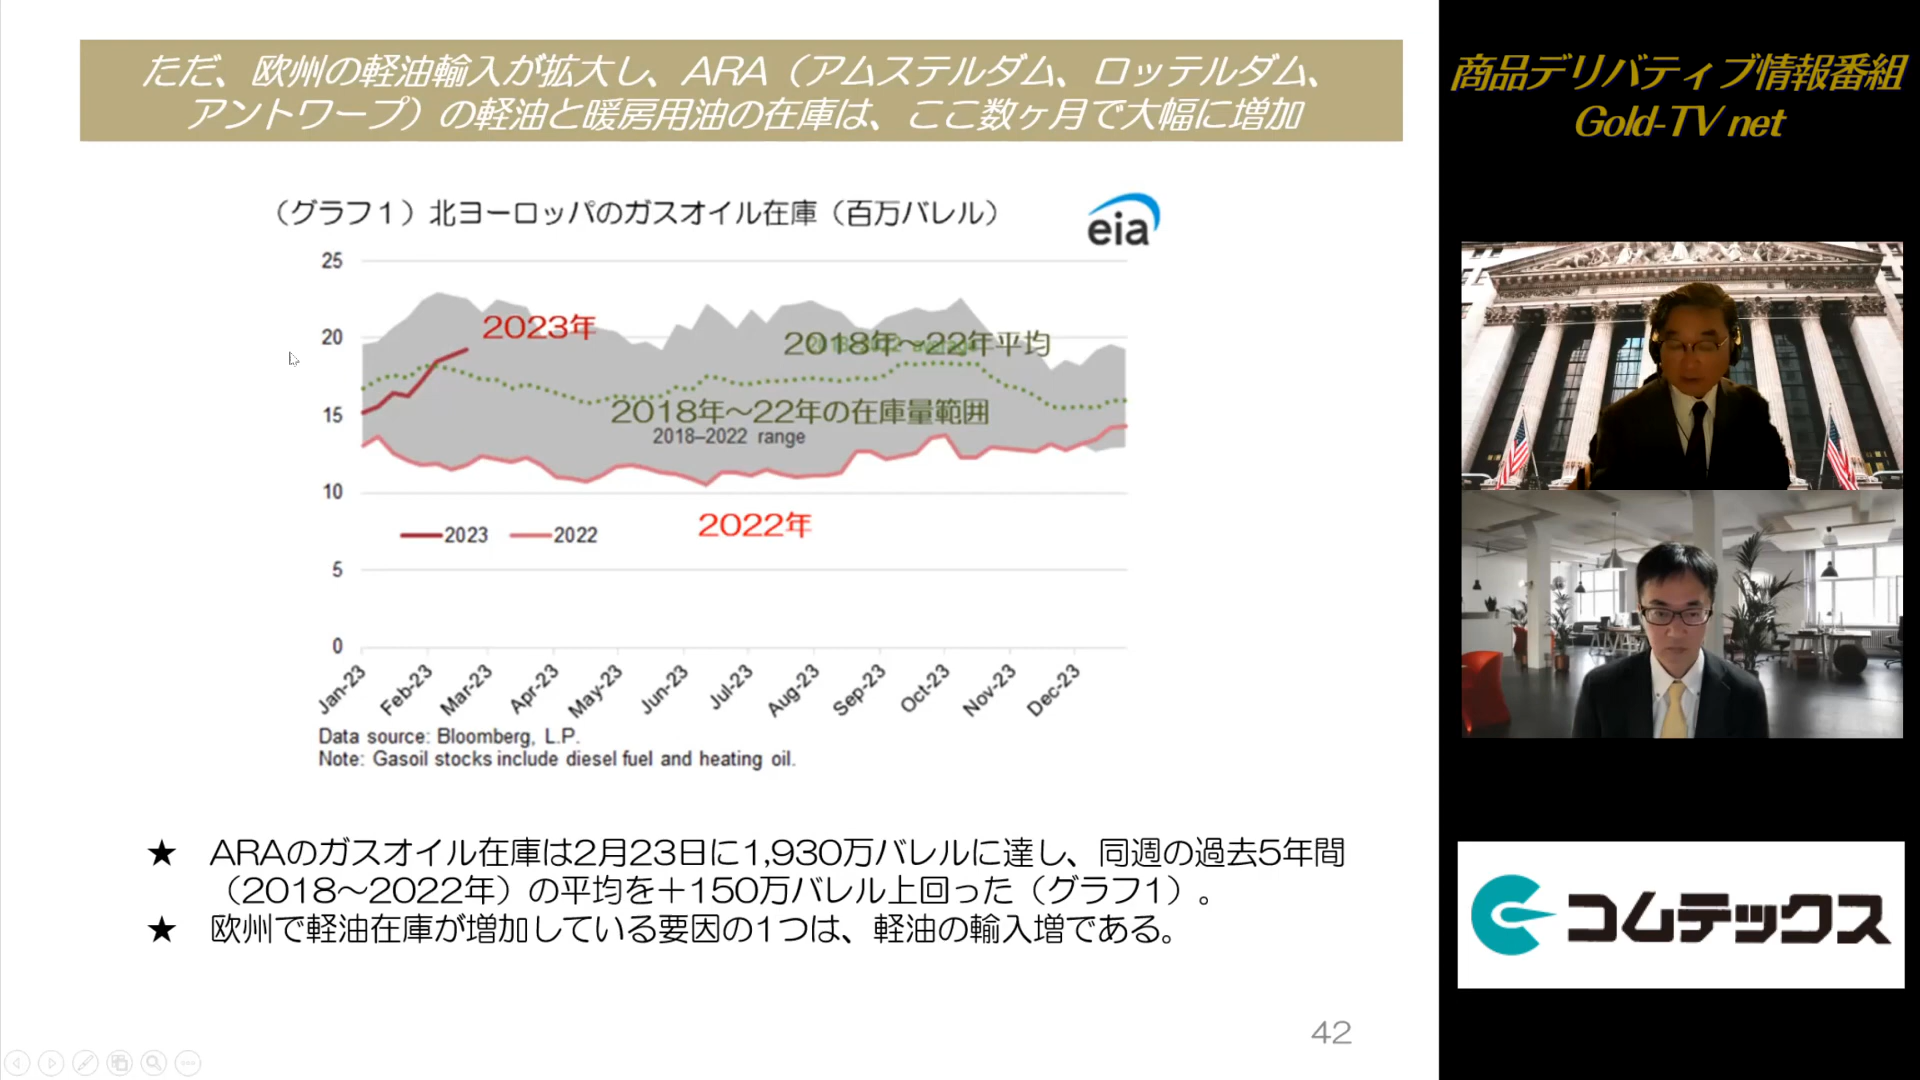 ただ、欧州の軽油輸入が拡大し、ARA（アムステルダム、ロッテルダム、
アントワープ）の軽油と暖房用油の在庫は、ここ数ヶ月で大幅に増加
（グラフ１）北ヨーロッパのガスオイル在庫（百万バレル）
eia
25
20
15
10
5
0
2023年
2018年～22年平均
2018年～22年の在庫量範囲
2018–2022 range
2022年
2023
2022
Jan-23
Feb-23
Mar-23
Apr-23
May-23
Jun-23
Jul-23
Aug-23
Sep-23
Oct-23
Nov-23
Dec-23
Data source: Bloomberg, L.P.
Note: Gasoil stocks include diesel fuel and heating oil.
★ ARAのガスオイル在庫は2月23日に1,930万バレルに達し、同週の過去5年間
（2018～2022年）の平均を＋150万バレル上回った（グラフ1）。
★ 欧州で軽油在庫が増加している要因の1つは、軽油の輸入増である。
42
商品デリバティブ情報番組
Gold-TV net
コムテックス